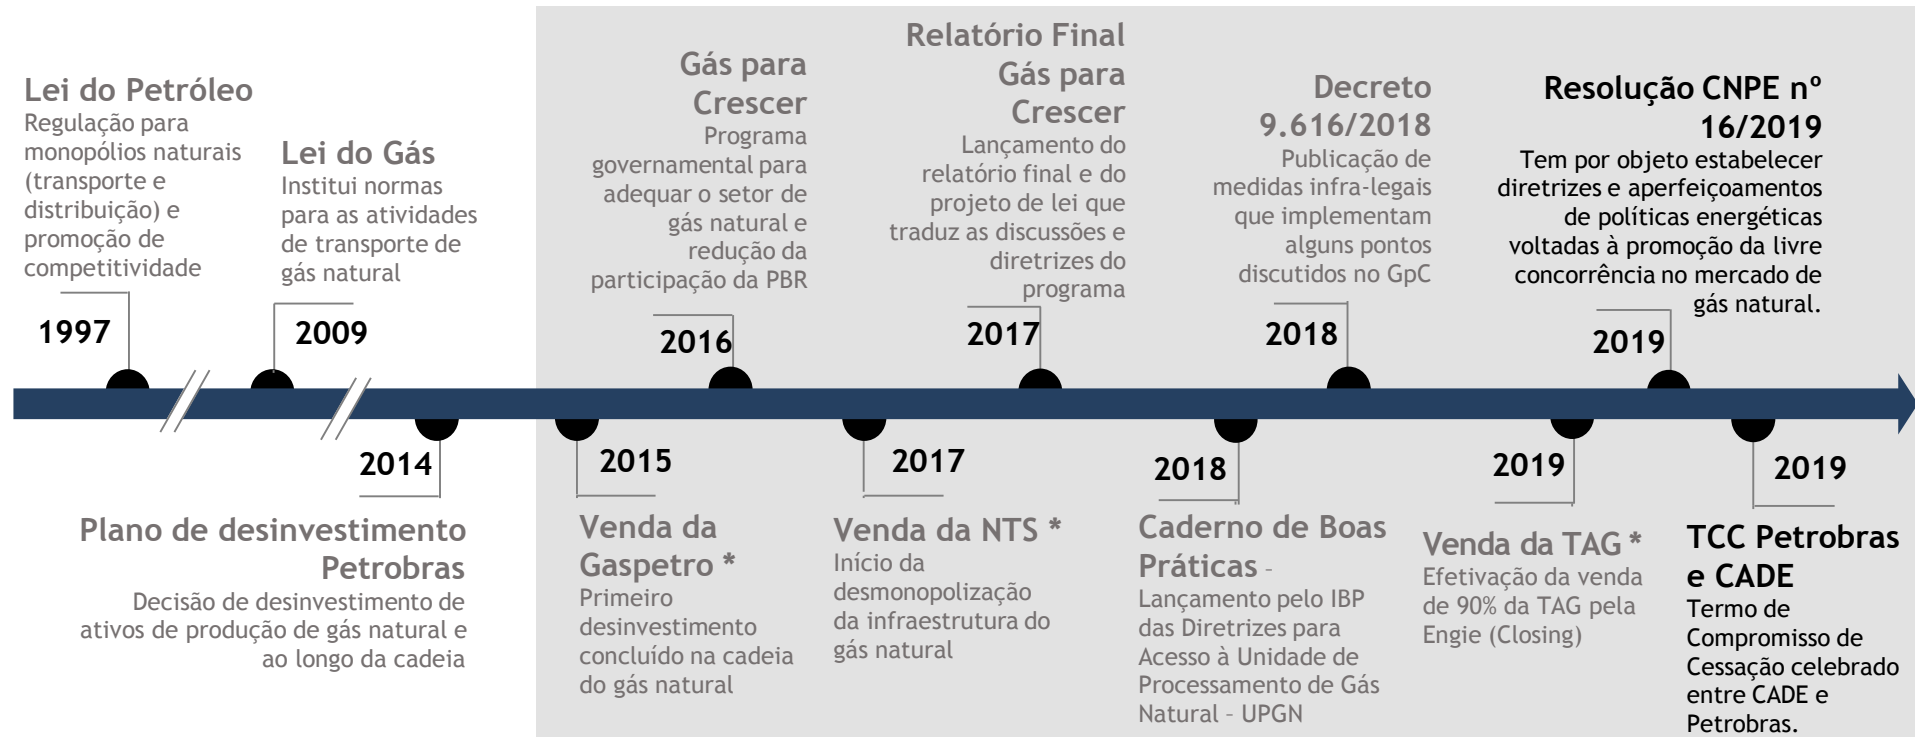 Lei do Petróleo
Regulação para
monopólios naturais
(transporte e
distribuição) e
promoção de
competitividade
1997
Lei do Gás
Institui normas
para as atividades
de transporte de
gás natural
2009
Gás para
Crescer
Programa
governamental para
adequar o setor de
gás natural e
redução da
participação da PBR
2016
Relatório Final
Gás para
Crescer
Lançamento do
relatório final e do
projeto de lei que
traduz as discussões e
diretrizes do
programa
2017
Decreto
9.616/2018
Publicação de
medidas infra-legais
que implementam
alguns pontos
discutidos no GpC
2018
Resolução CNPE nº
16/2019
Tem por objeto estabelecer
diretrizes e aperfeiçoamentos
de políticas energéticas
voltadas à promoção da livre
concorrência no mercado de
gás natural.
2019
2014
Plano de desinvestimento
Petrobras
Decisão de desinvestimento de
ativos de produção de gás natural e
ao longo da cadeia
2015
Venda da
Gaspetro *
Primeiro
desinvestimento
concluído na cadeia
do gás natural
2017
Venda da NTS *
Início da
desmonopolização
da infraestrutura do
gás natural
2018
Caderno de Boas
Práticas –
Lançamento pelo IBP
das Diretrizes para
Acesso à Unidade de
Processamento de Gás
Natural – UPGN
2019
Venda da TAG *
Efetivação da venda
de 90% da TAG pela
Engie (Closing)
2019
TCC Petrobras
e CADE
Termo de
Compromisso de
Cessação celebrado
entre CADE e
Petrobras.